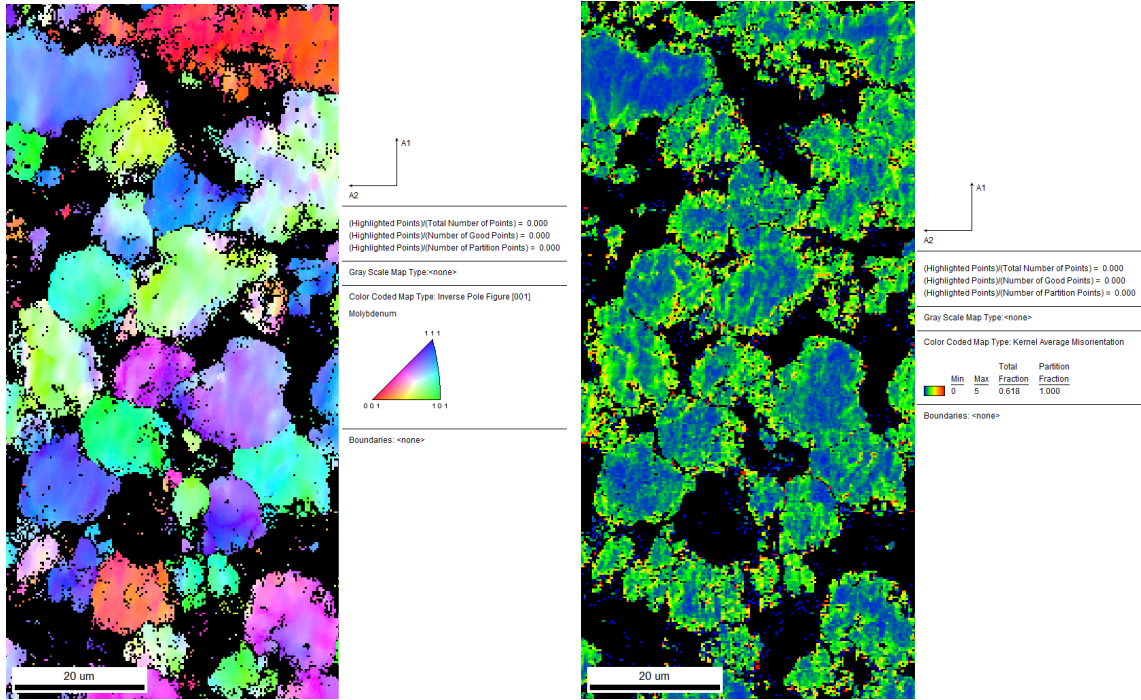 A1
A2
(Highlighted Points)/(Total Number of Points) = 0.000
(Highlighted Points)/(Number of Good Points) = 0.000
(Highlighted Points)/(Number of Partition Points) = 0.000
Gray Scale Map Type:<none>
Color Coded Map Type: Inverse Pole Figure [001]
Molybdenum
1 1 1
0 0 1
1 0 1
Boundaries: <none>
20 um
A1
A2
(Highlighted Points)/(Total Number of Points) = 0.000
(Highlighted Points)/(Number of Good Points) = 0.000
(Highlighted Points)/(Number of Partition Points) = 0.000
Gray Scale Map Type:<none>
Color Coded Map Type: Kernel Average Misorientation
Total Partition
Min Max Fraction Fraction
0 5 0.618 1.000
Boundaries: <none>
20 um